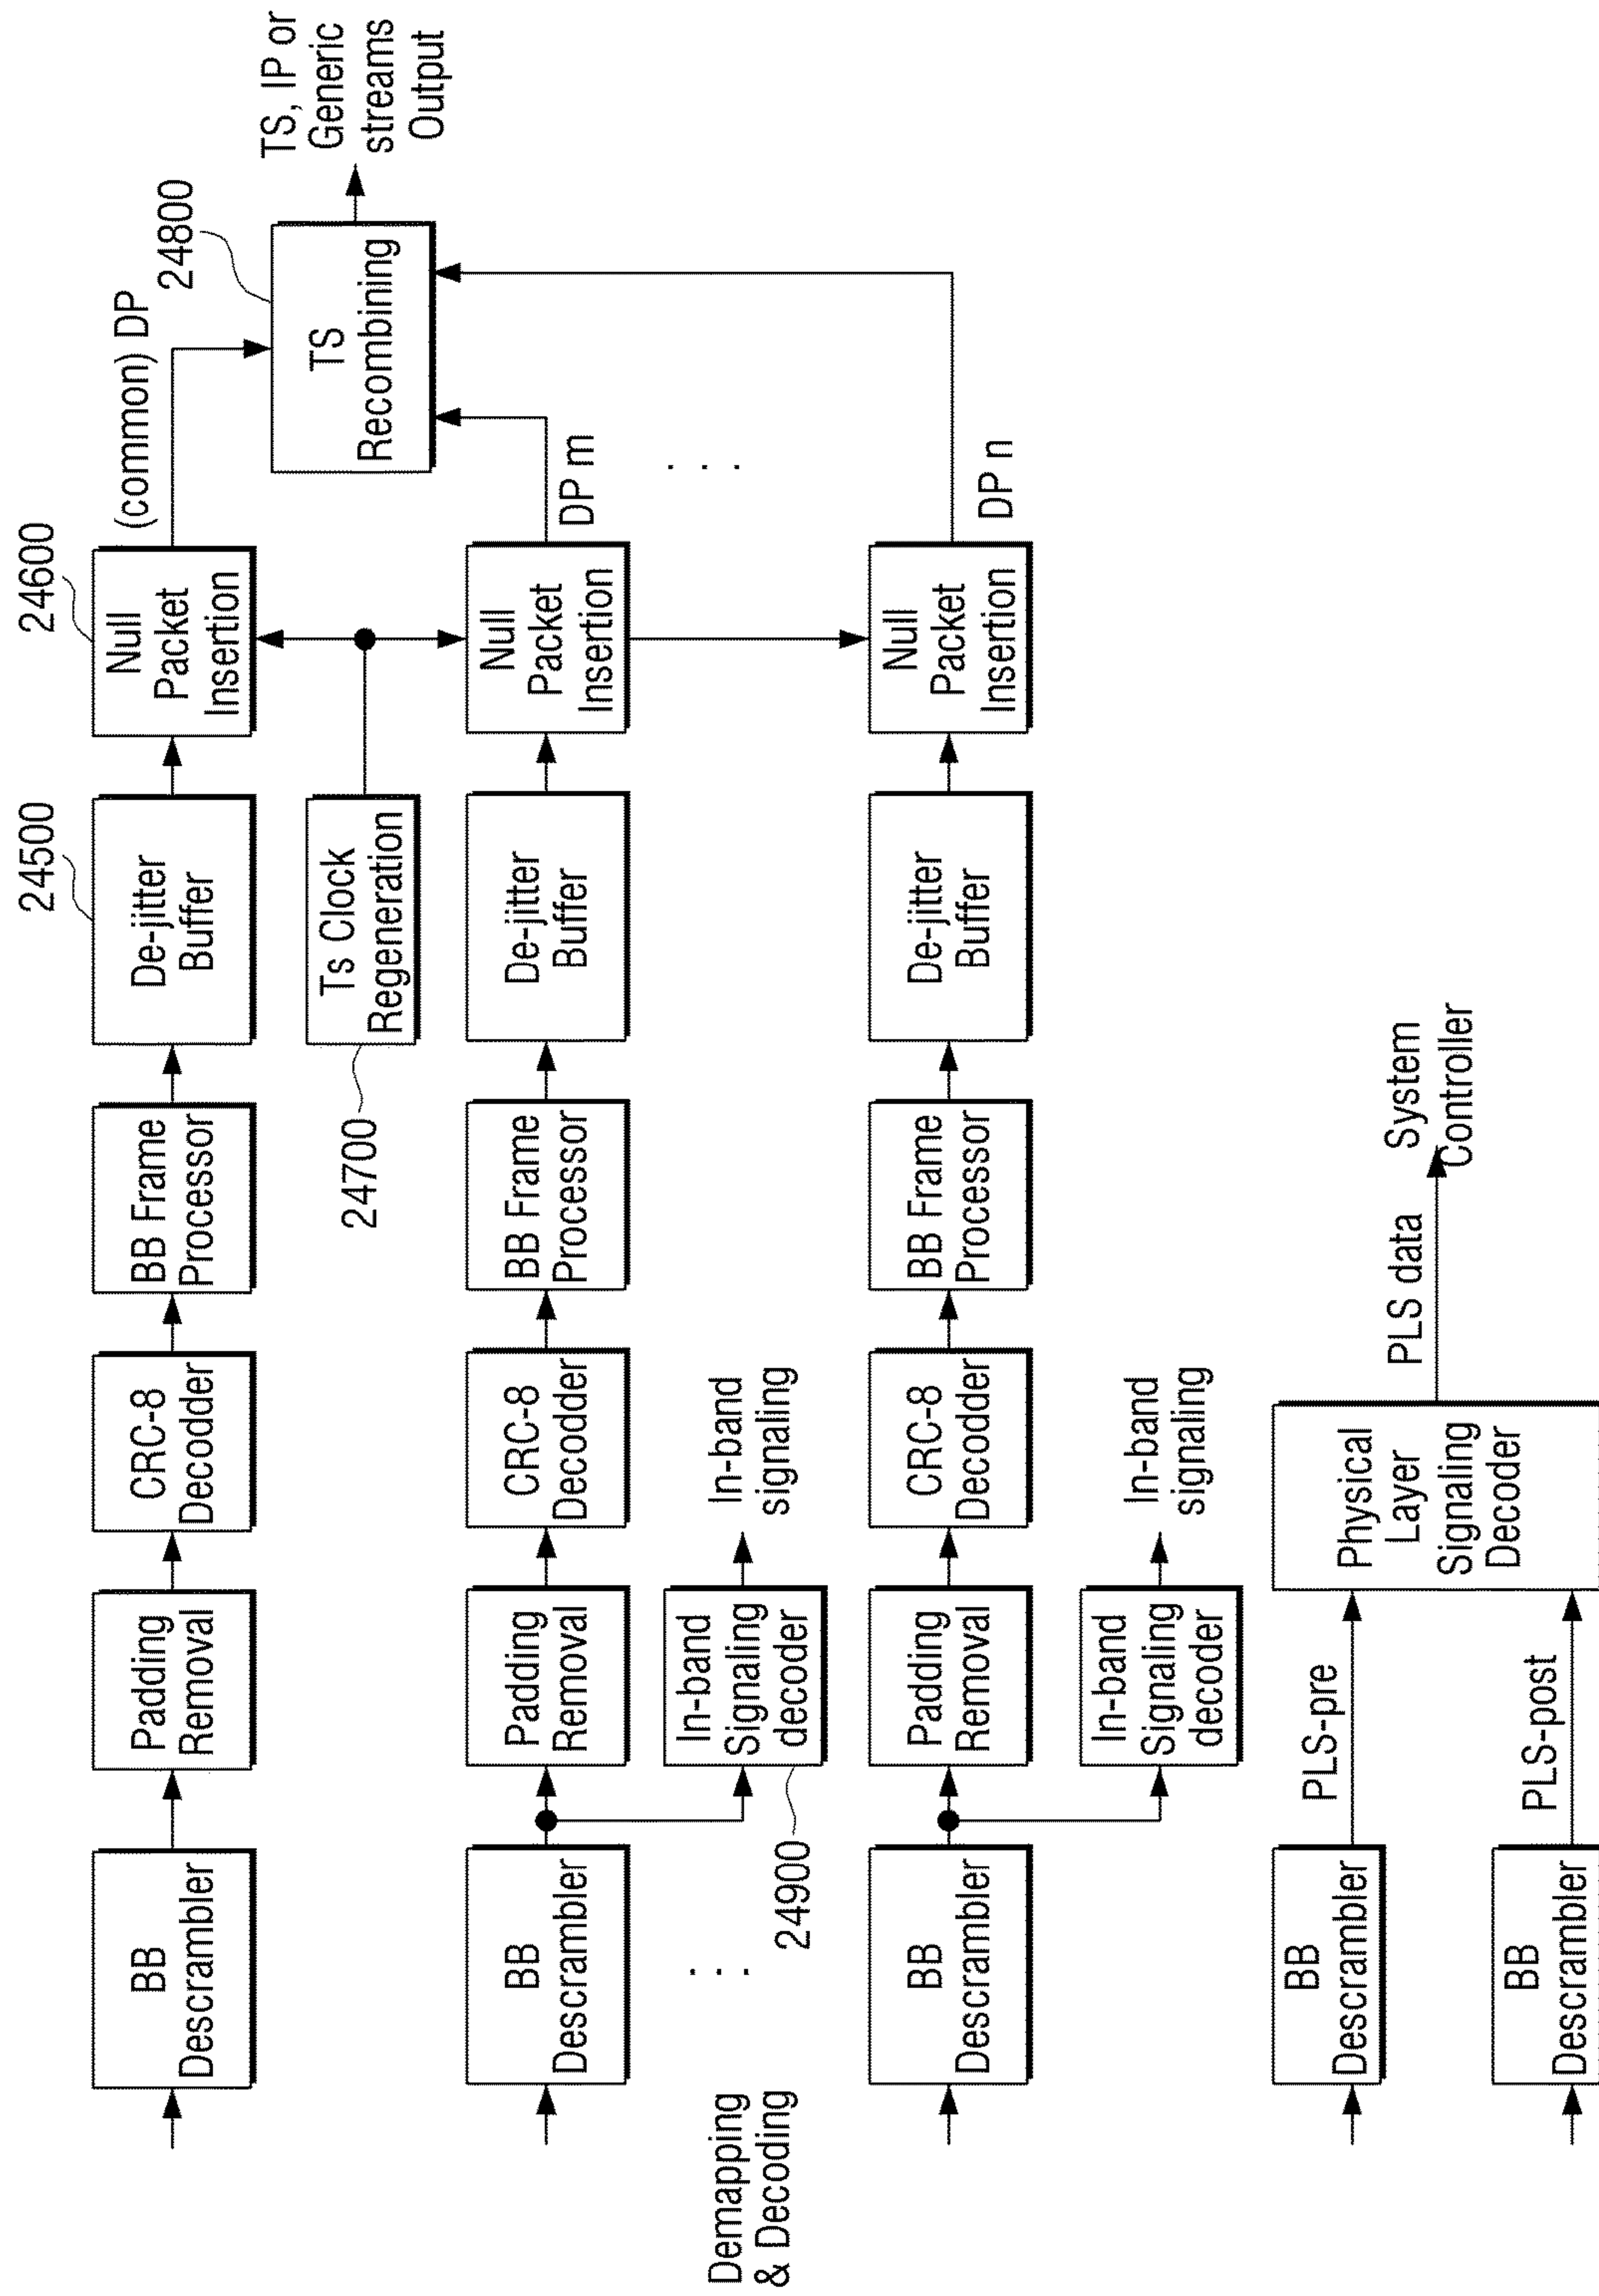 BB
Descrambler
Padding
Removal
CRC-8
Decodder
BB Frame
Processor
24500
De-jitter
Buffer
24600
Null
Packet
Insertion
(common) DP
24700
Ts Clock
Regeneration
24800
TS
Recombining
TS, IP or
Generic
streams
Output
BB
Descrambler
Padding
Removal
CRC-8
Decodder
BB Frame
Processor
De-jitter
Buffer
Null
Packet
Insertion
DP m
24900
In-band
Signaling
decoder
In-band
signaling
. . .
. . .
Demapping
& Decoding
BB
Descrambler
Padding
Removal
CRC-8
Decodder
BB Frame
Processor
De-jitter
Buffer
Null
Packet
Insertion
DP n
In-band
Signaling
decoder
In-band
signaling
BB
Descrambler
PLS-pre
Physical
Layer
Signaling
Decoder
PLS data
System
Controller
BB
Descrambler
PLS-post